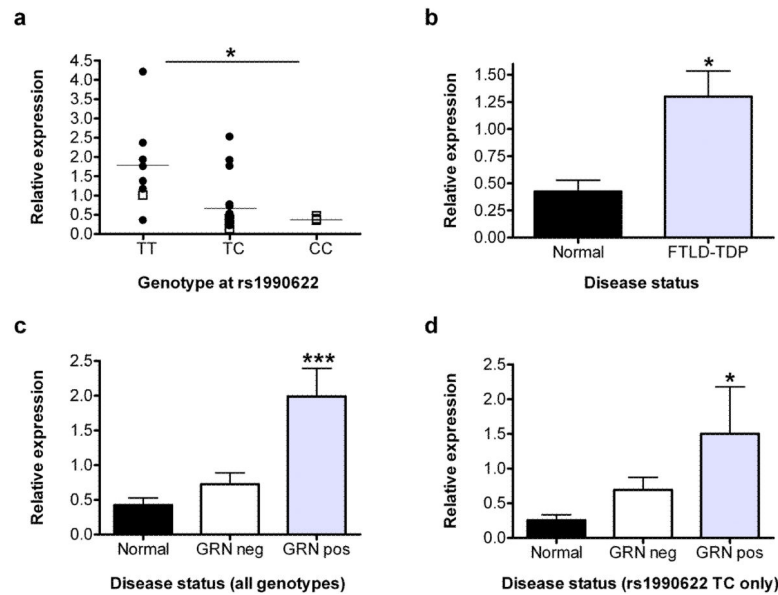 a
*
Relative expression
4.5
4.0
3.5
3.0
2.5
2.0
1.5
1.0
0.5
0.0
TT TC CC
Genotype at rs1990622
b
*
Relative expression
1.50
1.25
1.00
0.75
0.50
0.25
0.00
Normal FTLD-TDP
Disease status
c
***
Relative expression
2.5
2.0
1.5
1.0
0.5
0.0
Normal GRN neg GRN pos
Disease status (all genotypes)
d
*
Relative expression
2.5
2.0
1.5
1.0
0.5
0.0
Normal GRN neg GRN pos
Disease status (rs1990622 TC only)